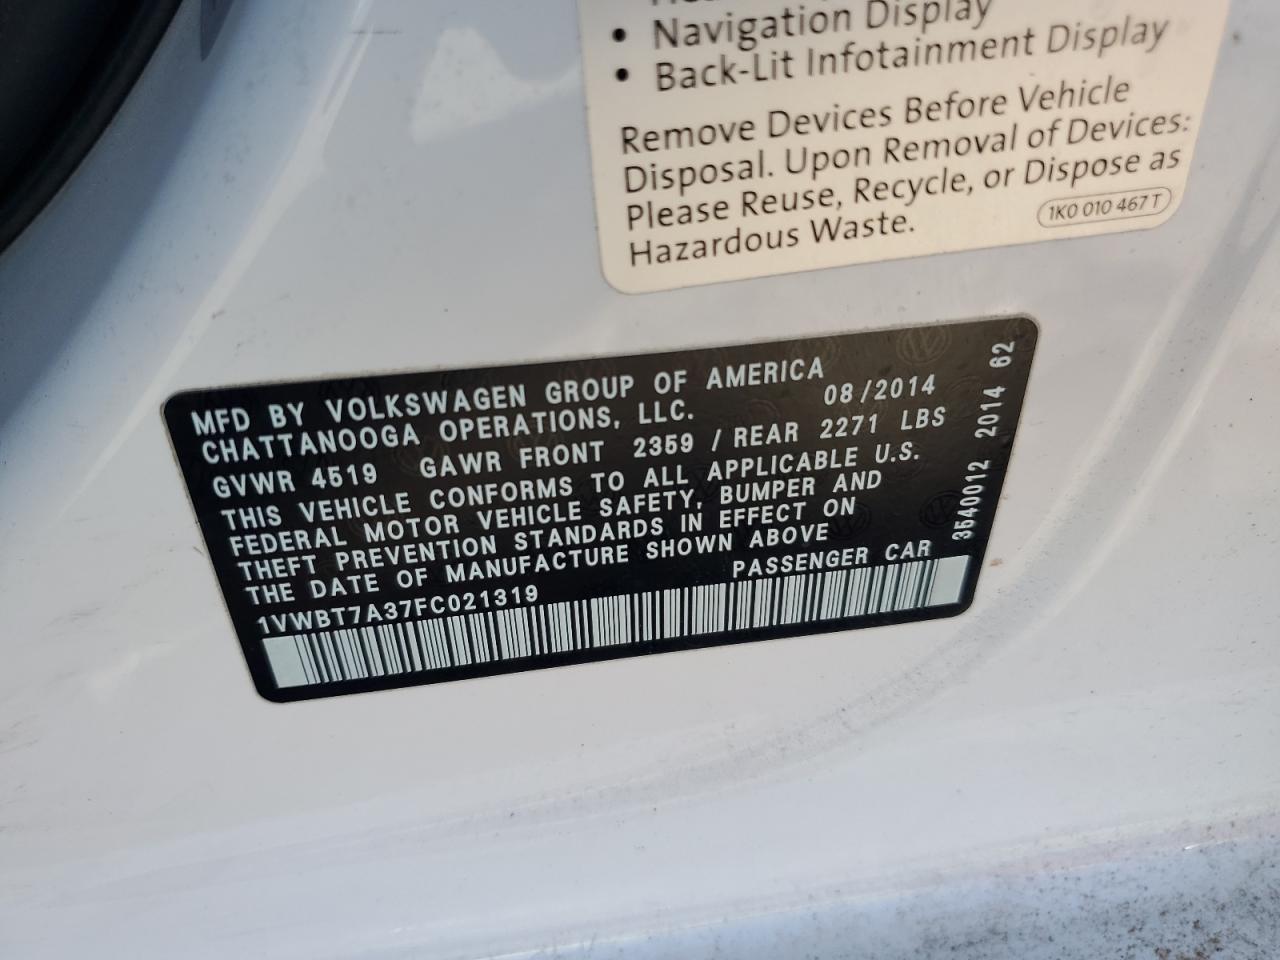 • Navigation Display
• Back-Lit Infotainment Display
Remove Devices Before Vehicle
Disposal. Upon Removal of Devices:
Please Reuse, Recycle, or Dispose as
Hazardous Waste.
1K0 010 467 T
MFD BY VOLKSWAGEN GROUP OF AMERICA
CHATTANOOGA OPERATIONS, LLC. 08/2014
GVWR 4519 GAWR FRONT 2359 / REAR 2271 LBS
THIS VEHICLE CONFORMS TO ALL APPLICABLE U.S.
FEDERAL MOTOR VEHICLE SAFETY, BUMPER AND
THEFT PREVENTION STANDARDS IN EFFECT ON
THE DATE OF MANUFACTURE SHOWN ABOVE
1VWBT7A37FC021319 PASSENGER CAR
3540012 2014 62